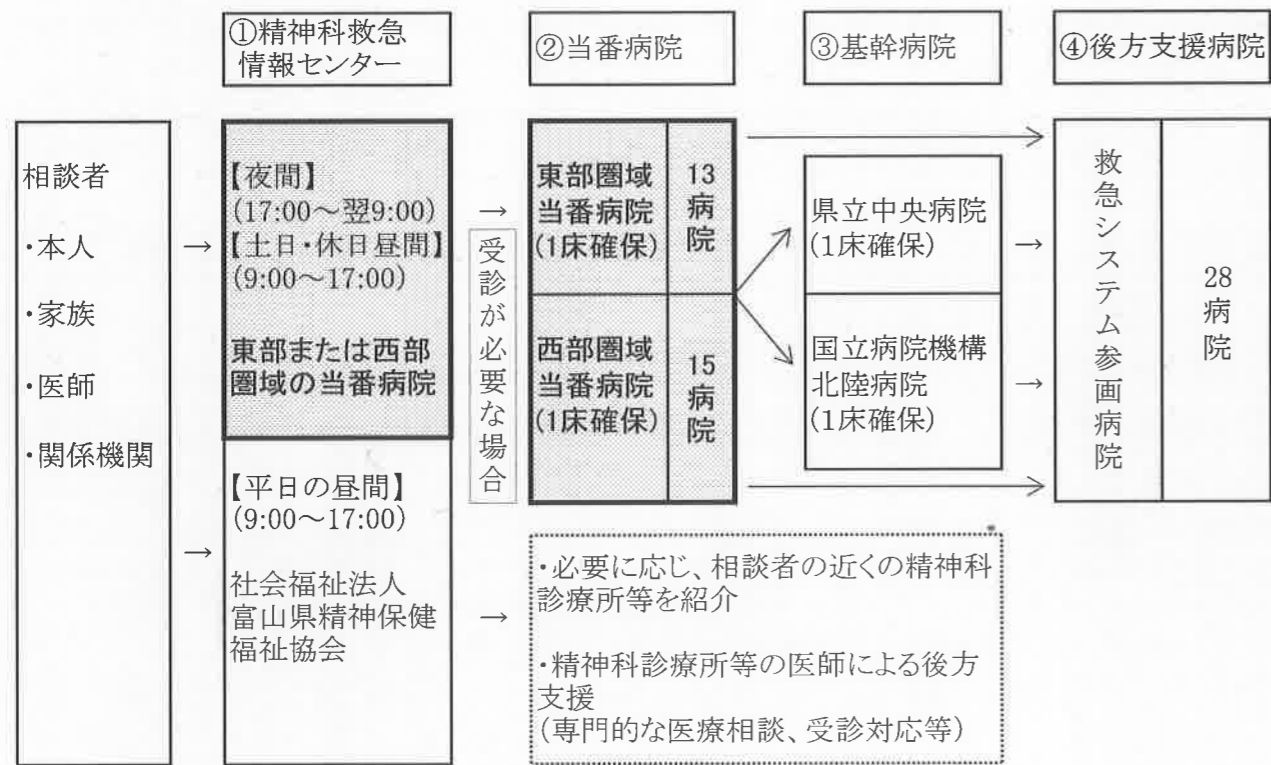 ①精神科救急
情報センター
②当番病院
③基幹病院
④後方支援病院
相談者
・本人
・家族
・医師
・関係機関
→
→
【夜間】
(17:00～翌9:00)
【土日・休日昼間】
(9:00～17:00)
東部または西部
圏域の当番病院
【平日の昼間】
(9:00～17:00)
社会福祉法人
富山県精神保健
福祉協会
→
受診が必要な場合
→
東部圏域
当番病院
(1床確保)
13
病
院
西部圏域
当番病院
(1床確保)
15
病
院
県立中央病院
(1床確保)
→
国立病院機構
北陸病院
(1床確保)
→
救急システム参画病院
28
病
院
・必要に応じ、相談者の近くの精神科
診療所等を紹介
・精神科診療所等の医師による後方
支援
(専門的な医療相談、受診対応等)